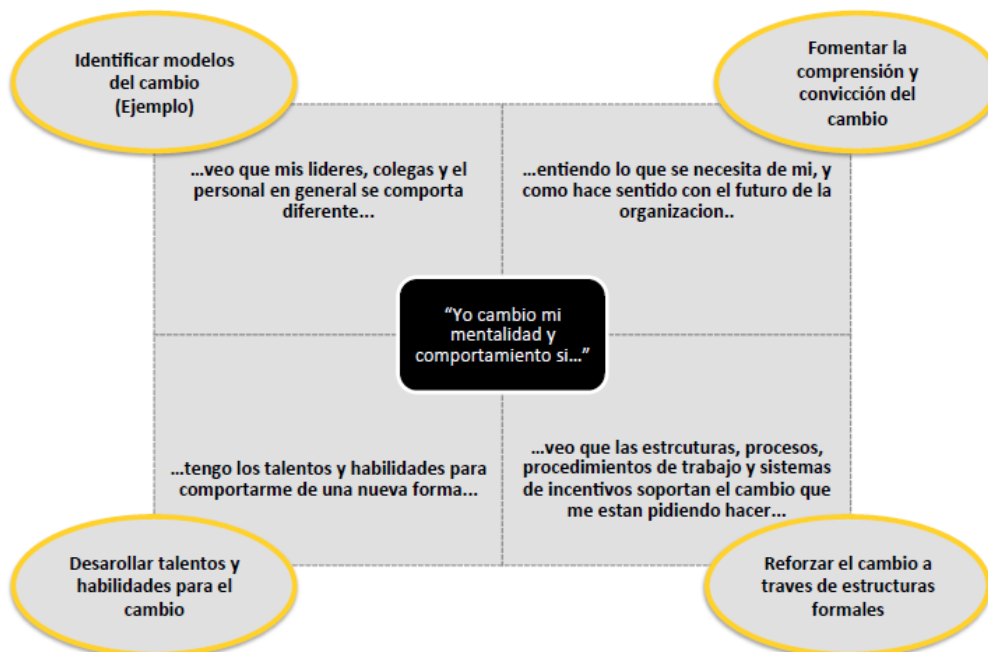 Identificar modelos
del cambio
(Ejemplo)
Fomentar la
comprensión y
convicción del
cambio
...veo que mis lideres, colegas y el
personal en general se comporta
diferente...
...entiendo lo que se necesita de mi, y
como hace sentido con el futuro de la
organizacion..
“Yo cambio mi
mentalidad y
comportamiento si...”
...tengo los talentos y habilidades para
comportarme de una nueva forma...
...veo que las estrcuturas, procesos,
procedimientos de trabajo y sistemas
de incentivos soportan el cambio que
me estan pidiendo hacer...
Desarollar talentos y
habilidades para el
cambio
Reforzar el cambio a
traves de estructuras
formales